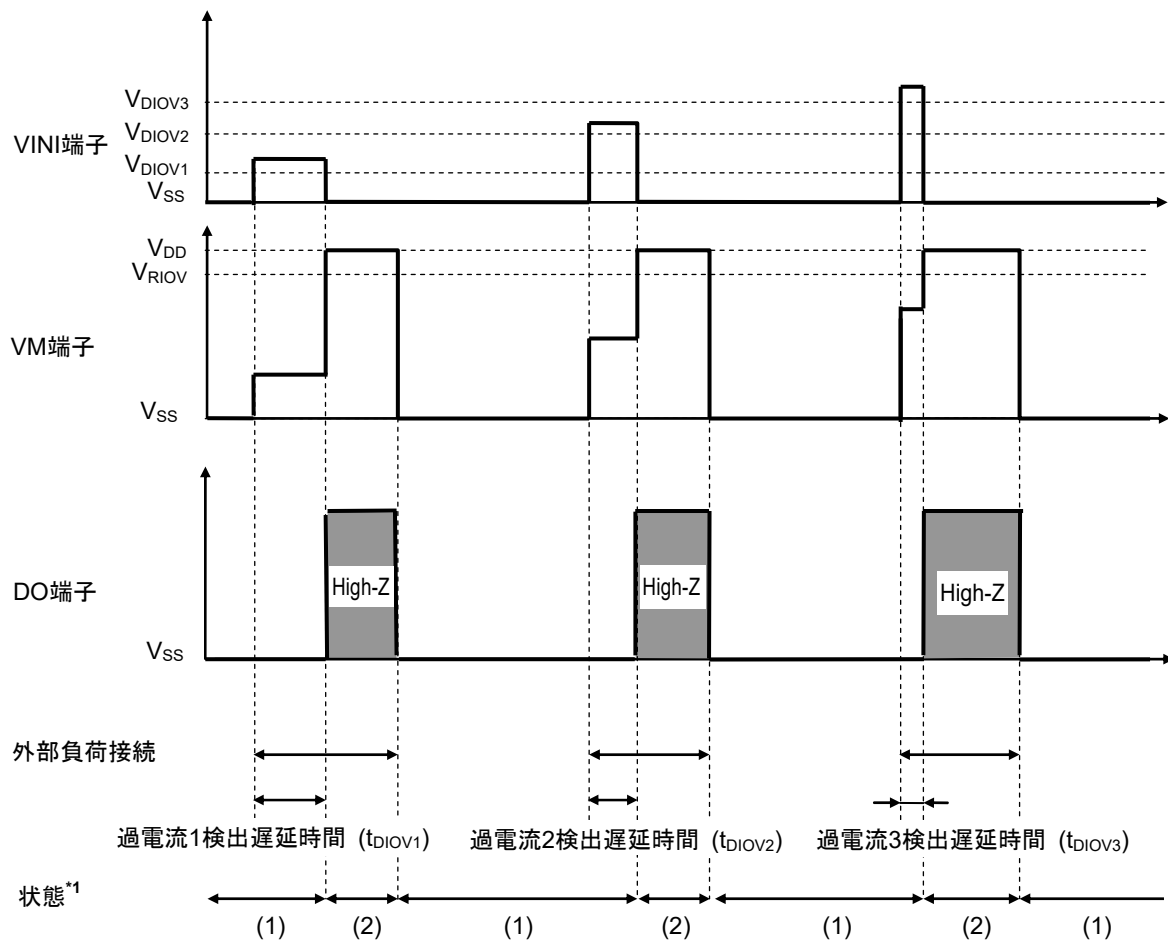 VINI端子
VDIOV3
VDIOV2
VDIOV1
VSS
VM端子
VDD
VRIOV
VSS
DO端子
High-Z
High-Z
High-Z
VSS
外部負荷接続
過電流1検出遅延時間 (tDIOV1)
過電流2検出遅延時間 (tDIOV2)
過電流3検出遅延時間 (tDIOV3)
状態*1
(1) (2) (1) (2) (1) (2) (1)